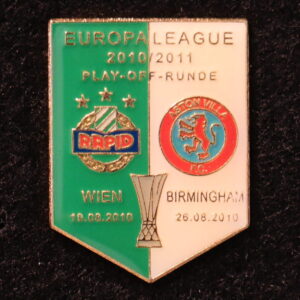 EUROPA LEAGUE
2010/2011
PLAY-OFF-RUNDE
RAPID
ASTON VILLA
F.C.
WIEN
BIRMINGHAM
19.08.2010
26.08.2010